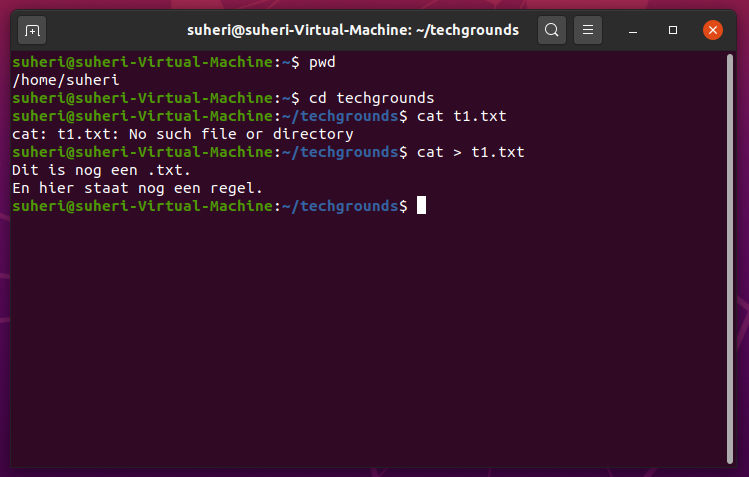 suheri@suheri-Virtual-Machine: ~/techgrounds
suheri@suheri-Virtual-Machine:~$ pwd
/home/suheri
suheri@suheri-Virtual-Machine:~$ cd techgrounds
suheri@suheri-Virtual-Machine:~/techgrounds$ cat t1.txt
cat: t1.txt: No such file or directory
suheri@suheri-Virtual-Machine:~/techgrounds$ cat > t1.txt
Dit is nog een .txt.
En hier staat nog een regel.
suheri@suheri-Virtual-Machine:~/techgrounds$